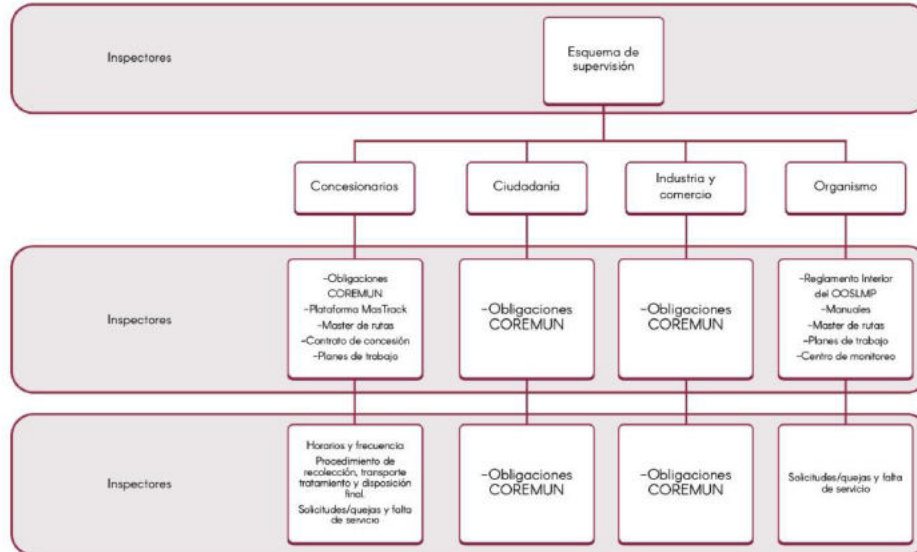 Inspectores
Esquema de
supervisión
Concesionarios
Ciudadanía
Industria y
comercio
Organismo
Inspectores
-Obligaciones
COREMUN
-Plataforma MasTrack
-Master de rutas
-Contrato de concesión
-Planes de trabajo
-Obligaciones
COREMUN
-Obligaciones
COREMUN
-Reglamento Interior
del OOSLMP
-Manuales
-Master de rutas
-Planes de trabajo
-Centro de monitoreo
Inspectores
Horarios y frecuencia
Procedimiento de
recolección, transporte
tratamiento y disposición
final.
Solicitudes/quejas y falta
de servicio
-Obligaciones
COREMUN
-Obligaciones
COREMUN
Solicitudes/quejas y falta
de servicio